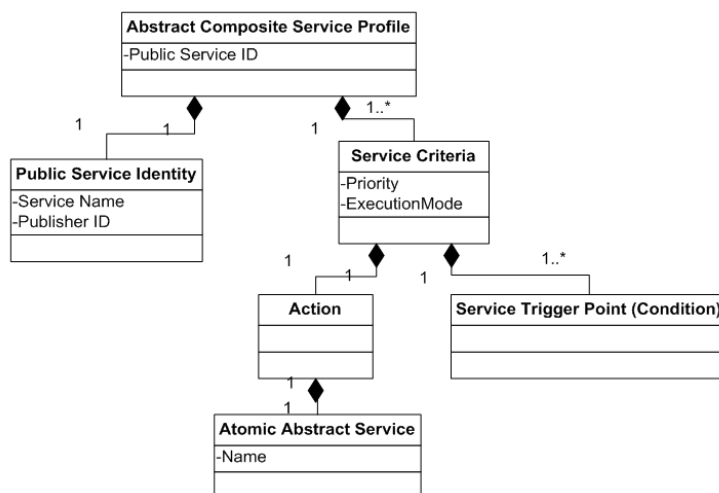 Abstract Composite Service Profile
-Public Service ID
1..*
1
1
1
Public Service Identity
-Service Name
-Publisher ID
Service Criteria
-Priority
-ExecutionMode
1
1
1
1..*
Action
Service Trigger Point (Condition)
1
1
Atomic Abstract Service
-Name